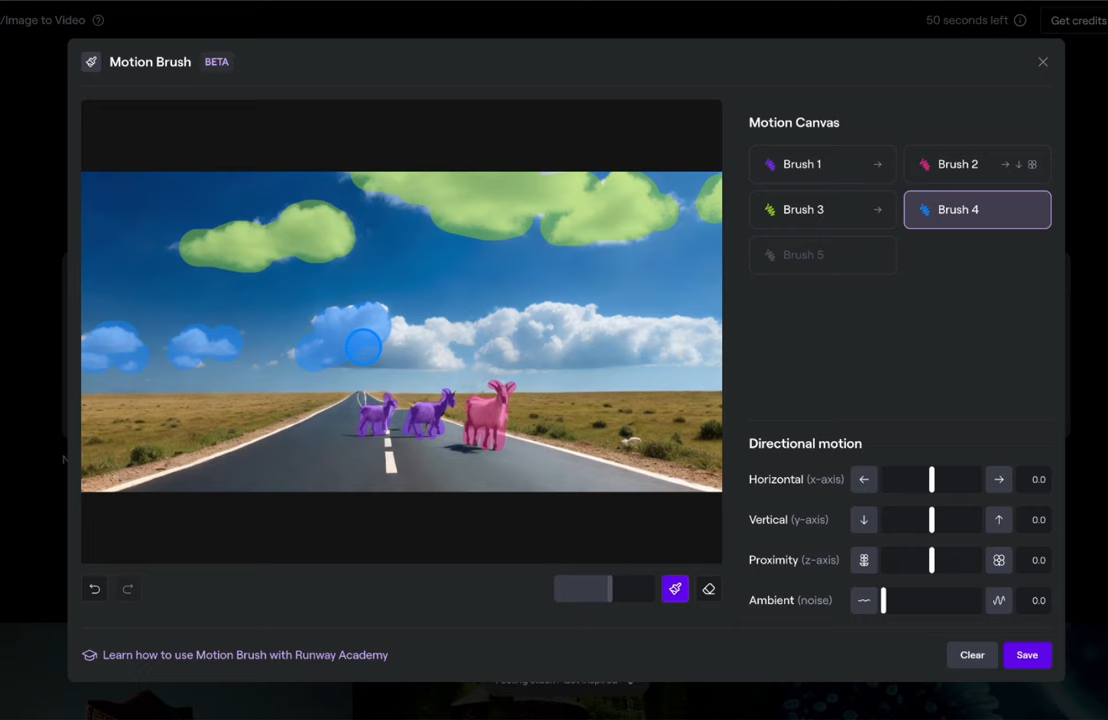 /Image to Video
50 seconds left
Get credits
Motion Brush BETA
Motion Canvas
Brush 1
Brush 2
Brush 3
Brush 4
Brush 5
Directional motion
Horizontal (x-axis) 0.0
Vertical (y-axis) 0.0
Proximity (z-axis) 0.0
Ambient (noise) 0.0
Learn how to use Motion Brush with Runway Academy
Clear
Save